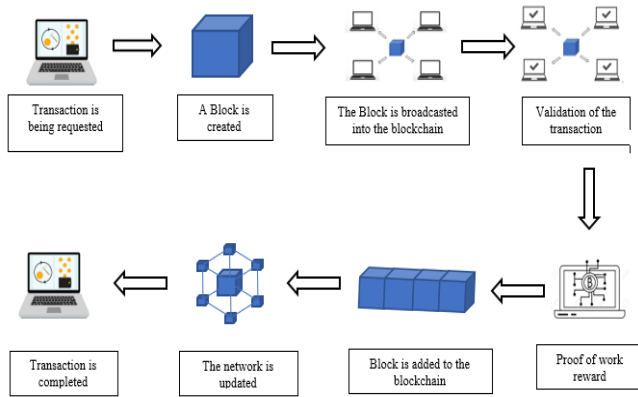 Transaction is
being requested
A Block is
created
The Block is broadcasted
into the blockchain
Validation of the
transaction
Transaction is
completed
The network is
updated
Block is added to the
blockchain
Proof of work
reward